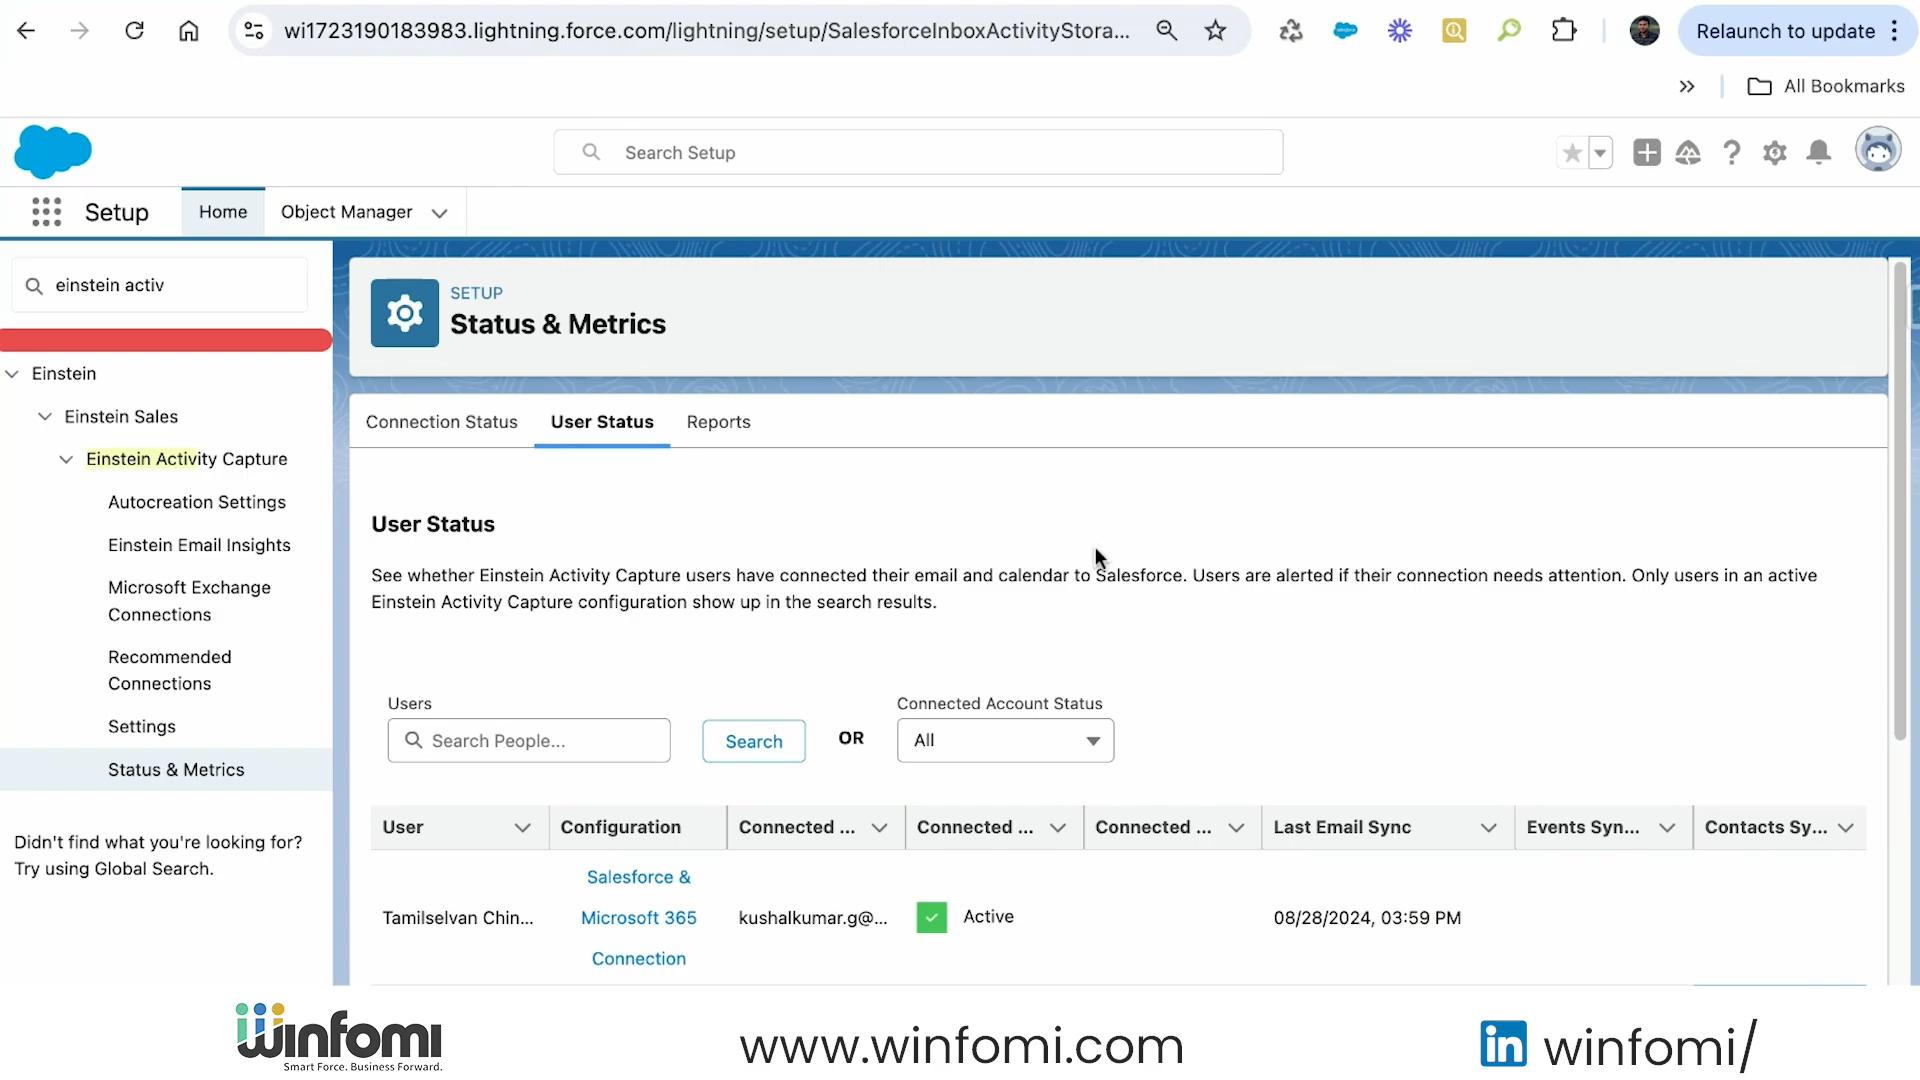 wi1723190183983.lightning.force.com/lightning/setup/SalesforceInboxActivityStora...
Relaunch to update
All Bookmarks
Search Setup
Setup
Home
Object Manager
einstein activ
Einstein
Einstein Sales
Einstein Activity Capture
Autocreation Settings
Einstein Email Insights
Microsoft Exchange
Connections
Recommended
Connections
Settings
Status & Metrics
Didn't find what you're looking for?
Try using Global Search.
SETUP
Status & Metrics
Connection Status
User Status
Reports
User Status
See whether Einstein Activity Capture users have connected their email and calendar to Salesforce. Users are alerted if their connection needs attention. Only users in an active
Einstein Activity Capture configuration show up in the search results.
Users
Search People...
Search
OR
Connected Account Status
All
User
Configuration
Connected ...
Connected ...
Connected ...
Last Email Sync
Events Syn...
Contacts Sy...
Tamilselvan Chin...
Salesforce &
Microsoft 365
Connection
kushalkumar.g@...
Active
08/28/2024, 03:59 PM
winfomi
Smart Force. Business Forward.
www.winfomi.com
in winfomi/